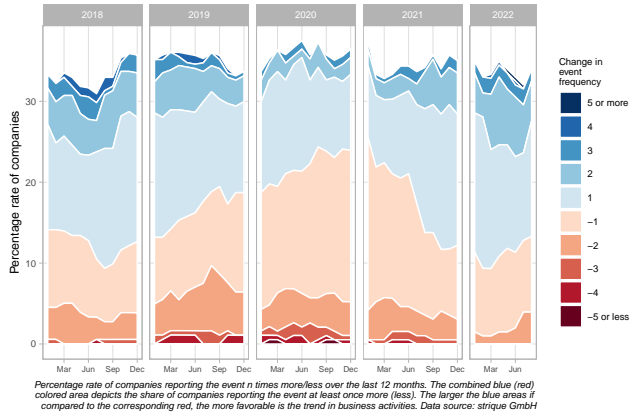 2018 2019 2020 2021 2022
Percentage rate of companies
30
20
10
0
Mar Jun Sep Dec Mar Jun Sep Dec Mar Jun Sep Dec Mar Jun Sep Dec Mar Jun
Change in
event
frequency
5 or more
4
3
2
1
−1
−2
−3
−4
−5 or less
Percentage rate of companies reporting the event n times more/less over the last 12 months. The combined blue (red)
colored area depicts the share of companies reporting the event at least once more (less). The larger the blue areas if
compared to the corresponding red, the more favorable is the trend in business activities. Data source: strique GmbH